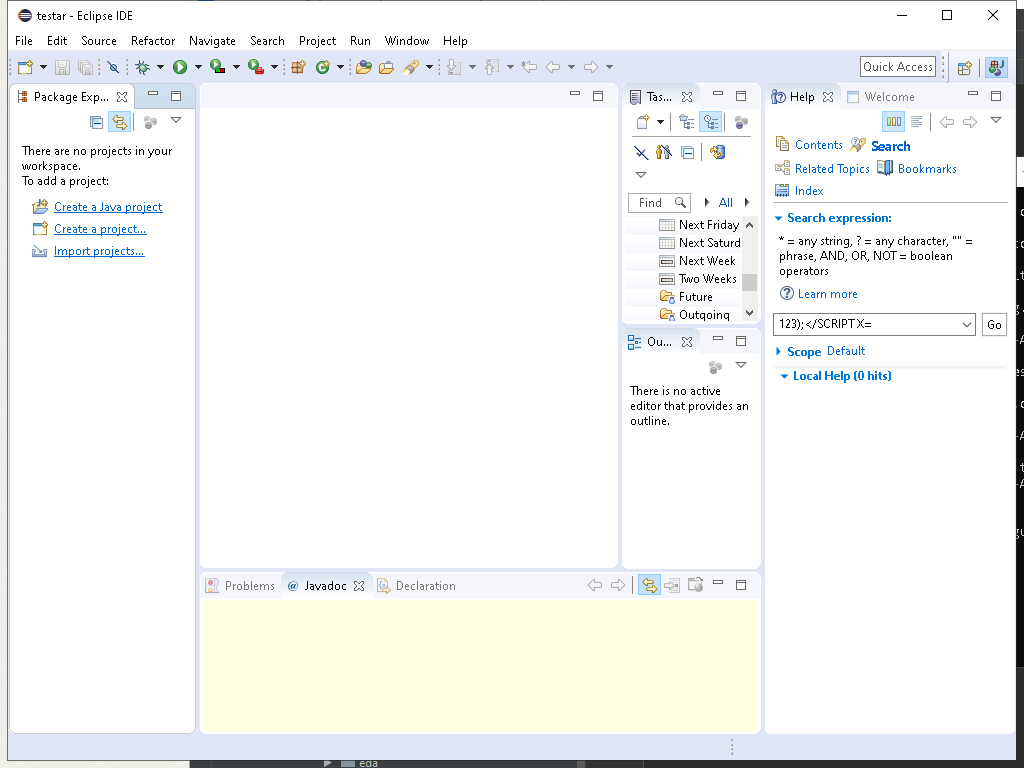 testar - Eclipse IDE
File Edit Source Refactor Navigate Search Project Run Window Help
Quick Access
Package Exp...
There are no projects in your
workspace.
To add a project:
Create a Java project
Create a project...
Import projects...
Tas...
Find
All
Next Friday
Next Saturd
Next Week
Two Weeks
Future
Outgoing
Ou...
There is no active
editor that provides an
outline.
Help Welcome
Contents Search
Related Topics Bookmarks
Index
Search expression:
* = any string, ? = any character, "" =
phrase, AND, OR, NOT = boolean
operators
Learn more
123);</SCRIPTX=
Go
Scope Default
Local Help (0 hits)
Problems @ Javadoc Declaration
eda